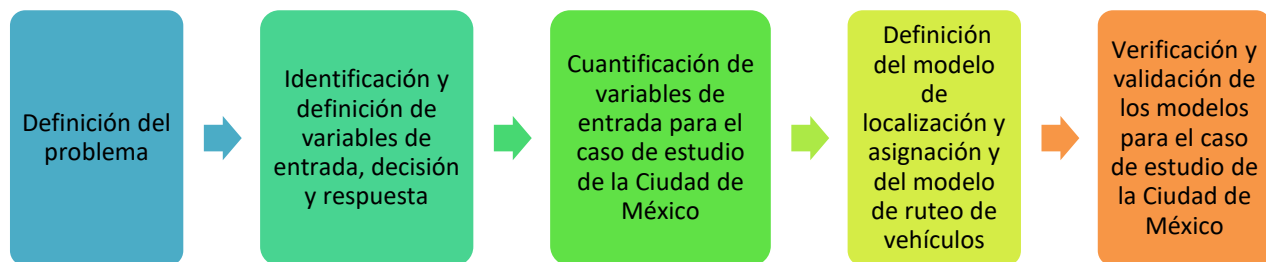 Definición del
problema
Identificación y
definición de
variables de
entrada, decisión
y respuesta
Cuantificación de
variables de
entrada para el
caso de estudio
de la Ciudad de
México
Definición
del modelo
de
localización y
asignación y
del modelo
de ruteo de
vehículos
Verificación y
validación de
los modelos
para el caso
de estudio de
la Ciudad de
México